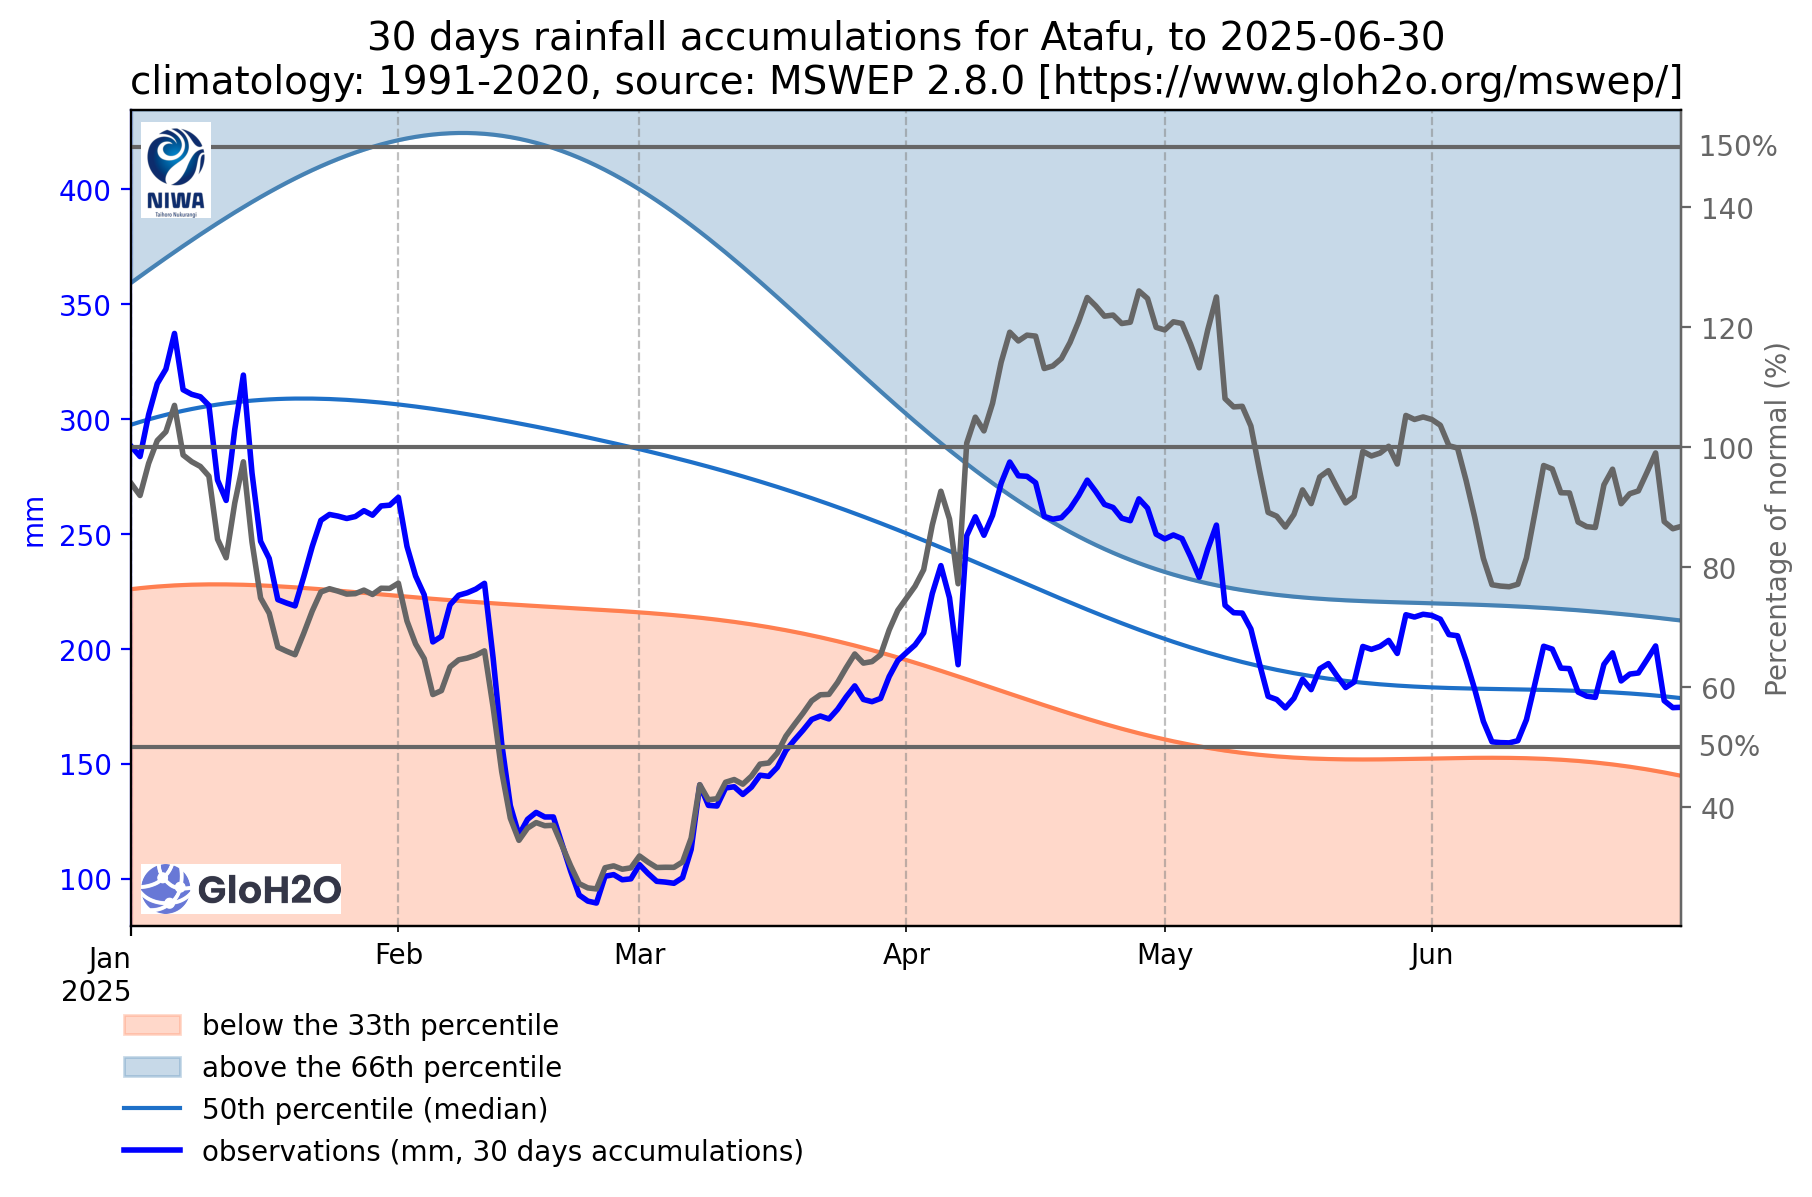 30 days rainfall accumulations for Atafu, to 2025-06-30
climatology: 1991-2020, source: MSWEP 2.8.0 [https://www.gloh2o.org/mswep/]
NIWA
Taihoro Nukurangi
400
350
300
250
200
150
100
mm
150%
140
120
100
80
60
50%
40
Percentage of normal (%)
GloH2O
Jan
2025
Feb
Mar
Apr
May
Jun
below the 33th percentile
above the 66th percentile
50th percentile (median)
observations (mm, 30 days accumulations)